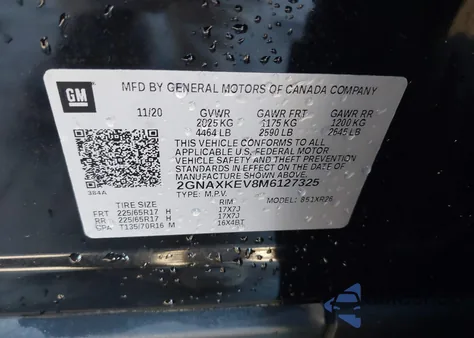 GM
MFD BY GENERAL MOTORS OF CANADA COMPANY
11/20 GVWR GAWR FRT GAWR RR
2025 KG 1175 KG 1200 KG
4464 LB 2590 LB 2645 LB
THIS VEHICLE CONFORMS TO ALL
APPLICABLE U.S. FEDERAL MOTOR
VEHICLE SAFETY, BUMPER, AND THEFT
PREVENTION STANDARDS IN EFFECT ON
THE DATE OF MANUFACTURE SHOWN ABOVE.
384A
2GNAXKEV8M6127325
TYPE: M.P.V. MODEL: 851XR26
TIRE SIZE RIM
FRT 225/65R17 H 17X7J
RR 225/65R17 H 17X7J
T135/70R16 M 16X4BT